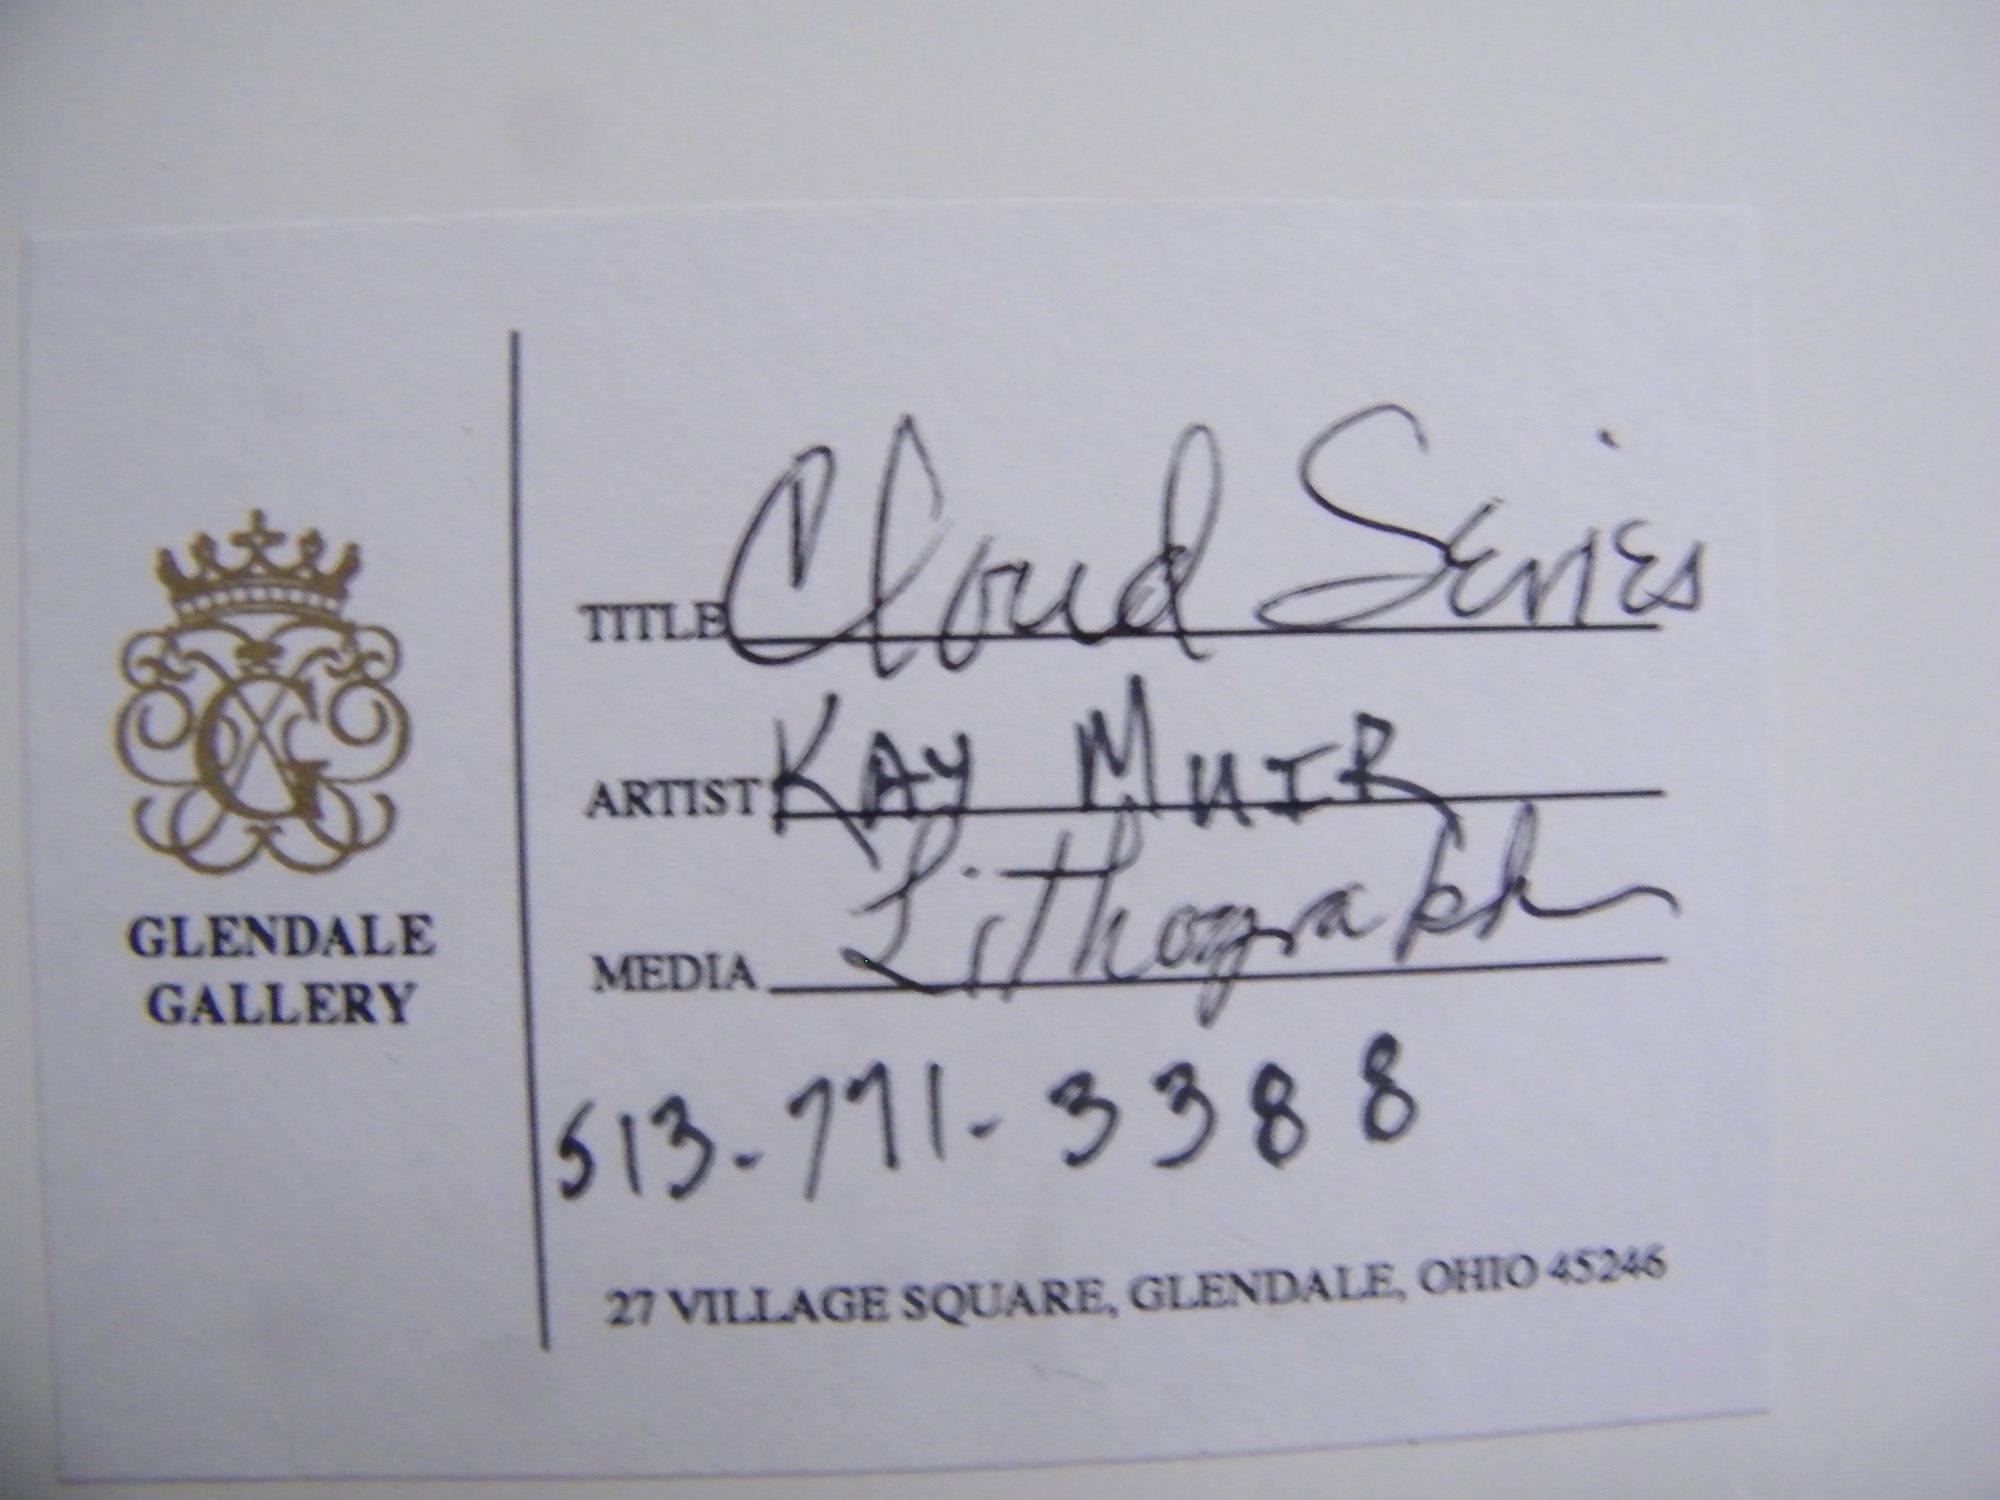 TITLE Cloud Series
ARTIST KAY MUIR
MEDIA Lithograph
513-771-3388
27 VILLAGE SQUARE, GLENDALE, OHIO 45246
GLENDALE
GALLERY